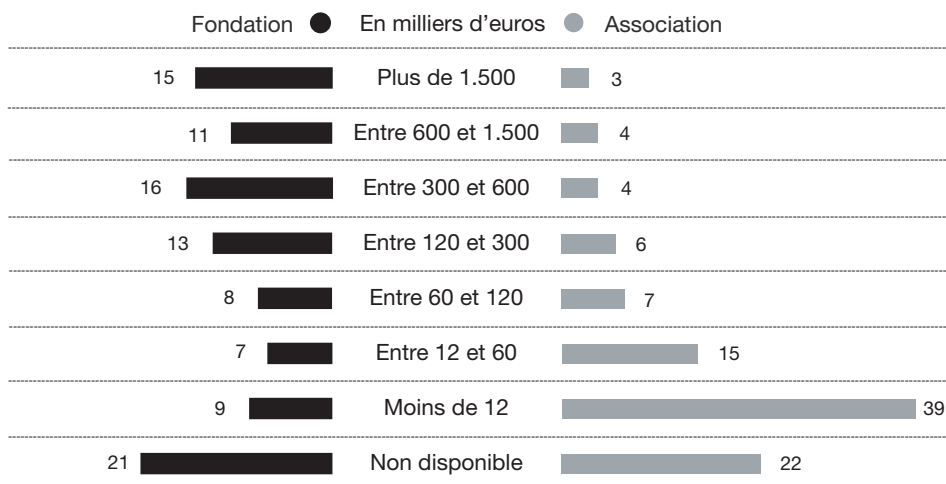 Fondation En milliers d'euros Association
15 Plus de 1.500 3
11 Entre 600 et 1.500 4
16 Entre 300 et 600 4
13 Entre 120 et 300 6
8 Entre 60 et 120 7
7 Entre 12 et 60 15
9 Moins de 12 39
21 Non disponible 22